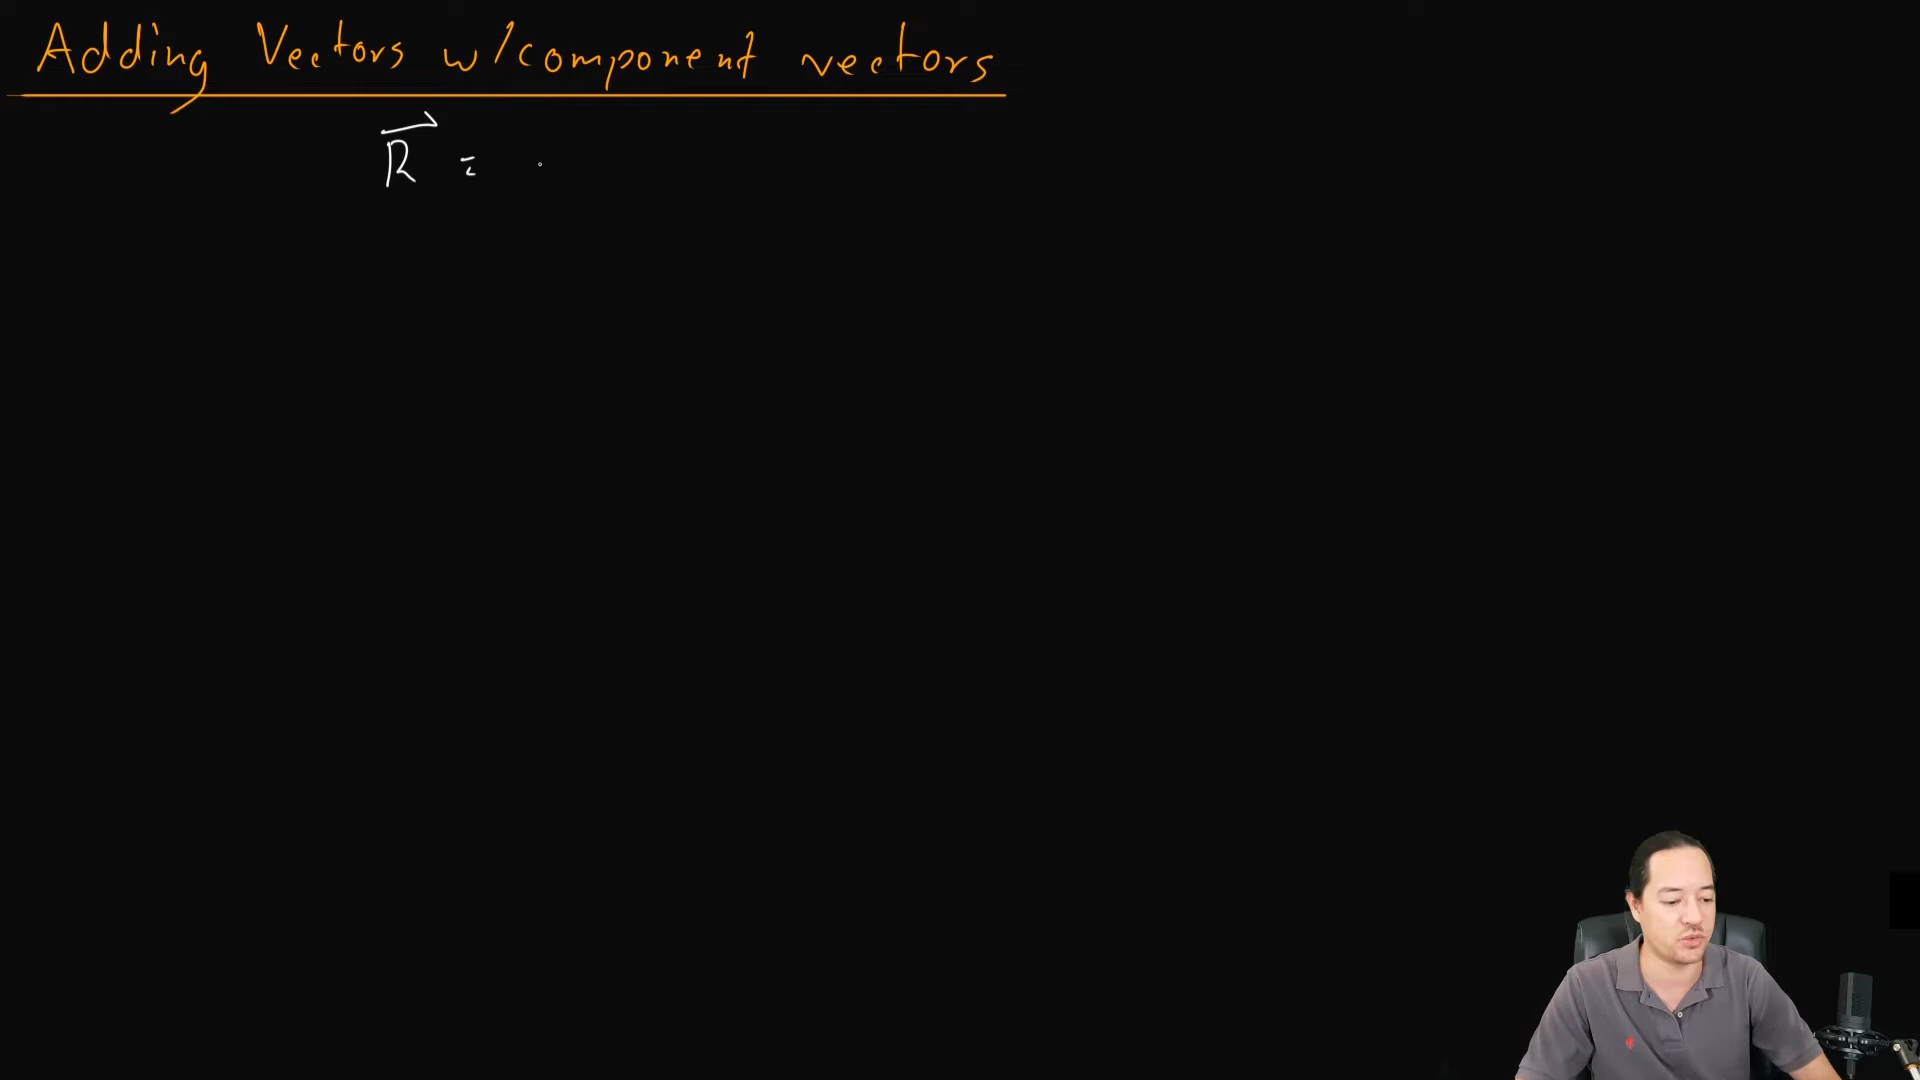 Adding Vectors w/component vectors
R⃗ =